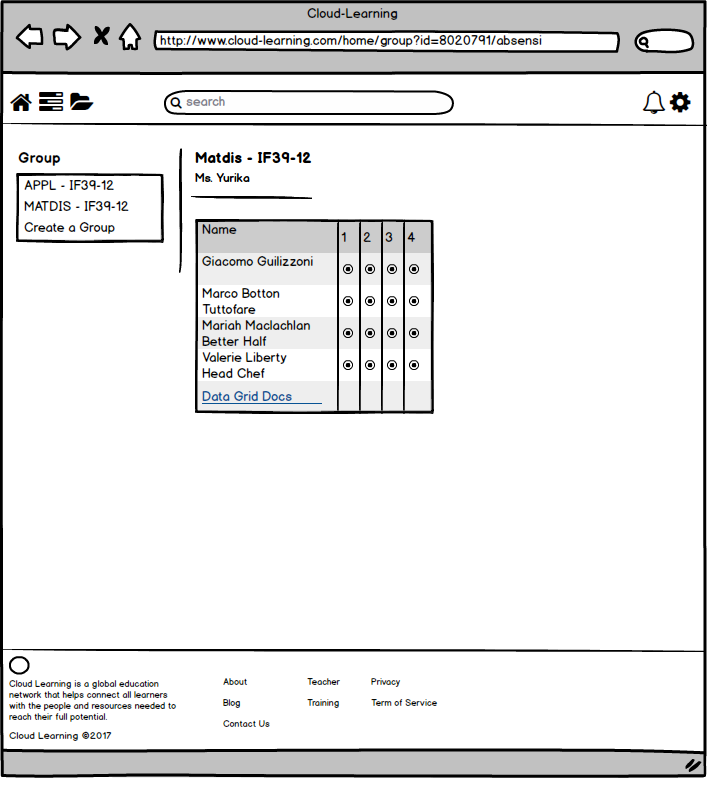 Cloud-Learning
http://www.cloud-learning.com/home/group?id=8020791/absensi
search
Group
APPL - IF39-12
MATDIS - IF39-12
Create a Group
Matdis - IF39-12
Ms. Yurika
Name 1 2 3 4
Giacomo Guilizzoni
Marco Botton
Tuttofare
Mariah Maclachlan
Better Half
Valerie Liberty
Head Chef
Data Grid Docs
Cloud Learning is a global education
network that helps connect all learners
with the people and resources needed to
reach their full potential.
Cloud Learning ©2017
About Teacher Privacy
Blog Training Term of Service
Contact Us